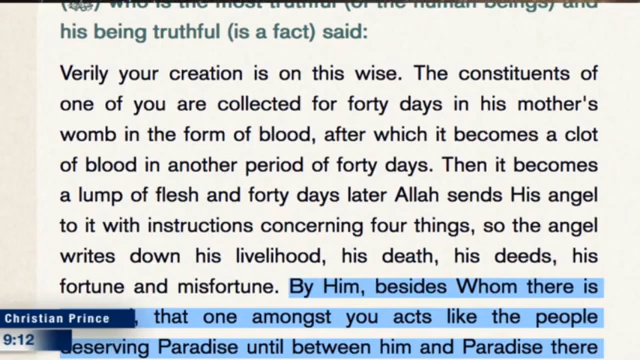 who is the most truthful (of the human beings) and
his being truthful (is a fact) said:
Verily your creation is on this wise. The constituents of
one of you are collected for forty days in his mother's
womb in the form of blood, after which it becomes a clot
of blood in another period of forty days. Then it becomes
a lump of flesh and forty days later Allah sends His angel
to it with instructions concerning four things, so the angel
writes down his livelihood, his death, his deeds, his
fortune and misfortune. By Him, besides Whom there is
that one amongst you acts like the people
deserving Paradise until between him and Paradise there
Christian Prince
9:12